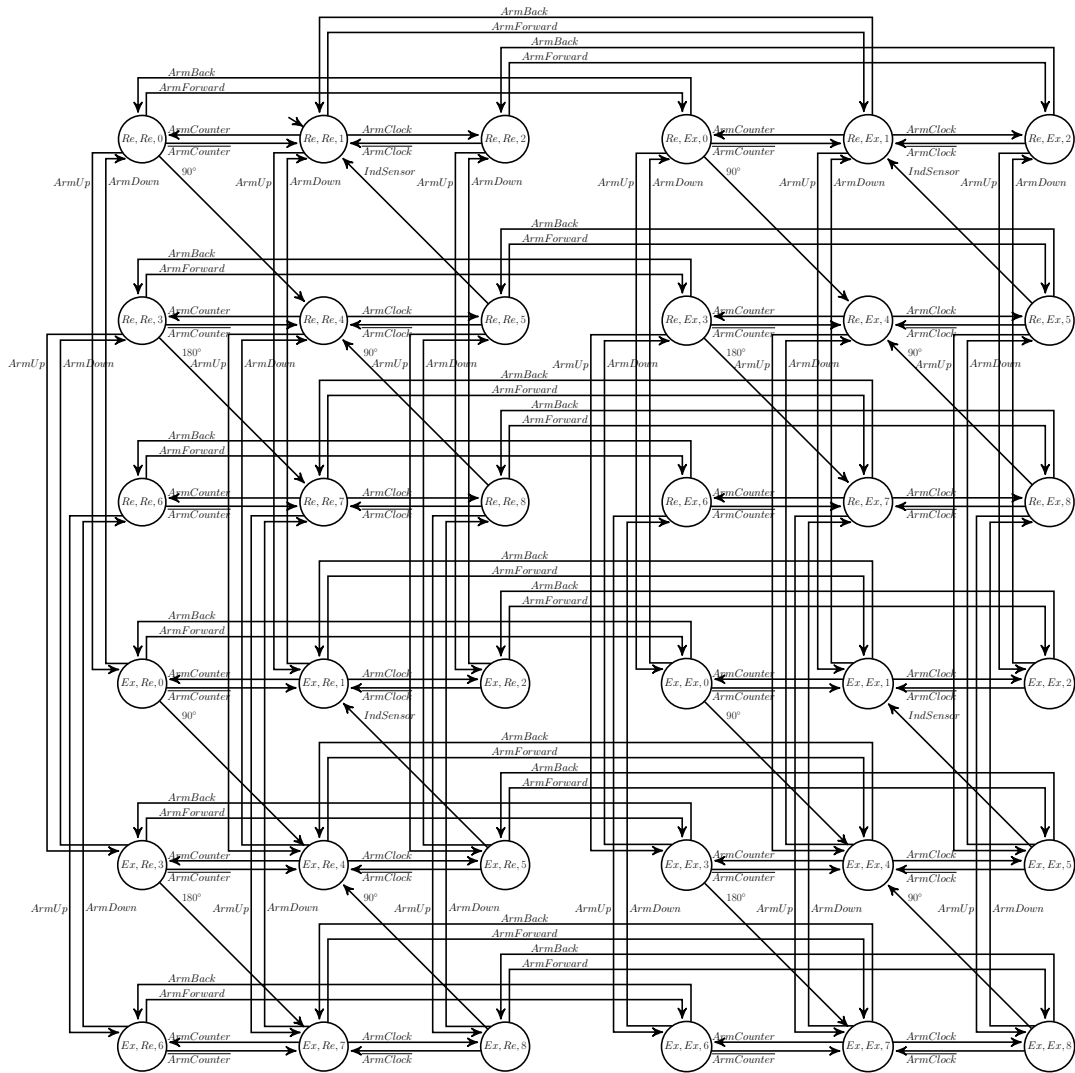 ArmBack
ArmForward
ArmBack
ArmForward
ArmBack
ArmForward
Re, Re, 0 ArmCounter ArmCounter Re, Re, 1 ArmClock ArmClock Re, Re, 2 Re, Ex, 0 ArmCounter ArmCounter Re, Ex, 1 ArmClock ArmClock Re, Ex, 2
90° IndSensor 90° IndSensor
ArmUp ArmDown ArmUp ArmDown ArmUp ArmDown ArmUp ArmDown ArmUp ArmDown ArmUp ArmDown
ArmBack
ArmForward
ArmBack
ArmForward
Re, Re, 3 ArmCounter ArmCounter Re, Re, 4 ArmClock ArmClock Re, Re, 5 Re, Ex, 3 ArmCounter ArmCounter Re, Ex, 4 ArmClock ArmClock Re, Ex, 5
180° 90° 180° 90°
ArmUp ArmDown ArmUp ArmDown ArmUp ArmDown ArmUp ArmDown ArmUp ArmDown ArmUp ArmDown
ArmBack
ArmForward
ArmBack
ArmForward
ArmBack
ArmForward
Re, Re, 6 ArmCounter ArmCounter Re, Re, 7 ArmClock ArmClock Re, Re, 8 Re, Ex, 6 ArmCounter ArmCounter Re, Ex, 7 ArmClock ArmClock Re, Ex, 8
ArmBack
ArmForward
ArmBack
ArmForward
ArmBack
ArmForward
Ex, Re, 0 ArmCounter ArmCounter Ex, Re, 1 ArmClock ArmClock Ex, Re, 2 Ex, Ex, 0 ArmCounter ArmCounter Ex, Ex, 1 ArmClock ArmClock Ex, Ex, 2
90° IndSensor 90° IndSensor
ArmBack
ArmForward
ArmBack
ArmForward
ArmBack
ArmForward
Ex, Re, 3 ArmCounter ArmCounter Ex, Re, 4 ArmClock ArmClock Ex, Re, 5 Ex, Ex, 3 ArmCounter ArmCounter Ex, Ex, 4 ArmClock ArmClock Ex, Ex, 5
180° 90° 180° 90°
ArmUp ArmDown ArmUp ArmDown ArmUp ArmDown ArmUp ArmDown ArmUp ArmDown ArmUp ArmDown
ArmBack
ArmForward
ArmBack
ArmForward
ArmBack
ArmForward
Ex, Re, 6 ArmCounter ArmCounter Ex, Re, 7 ArmClock ArmClock Ex, Re, 8 Ex, Ex, 6 ArmCounter ArmCounter Ex, Ex, 7 ArmClock ArmClock Ex, Ex, 8